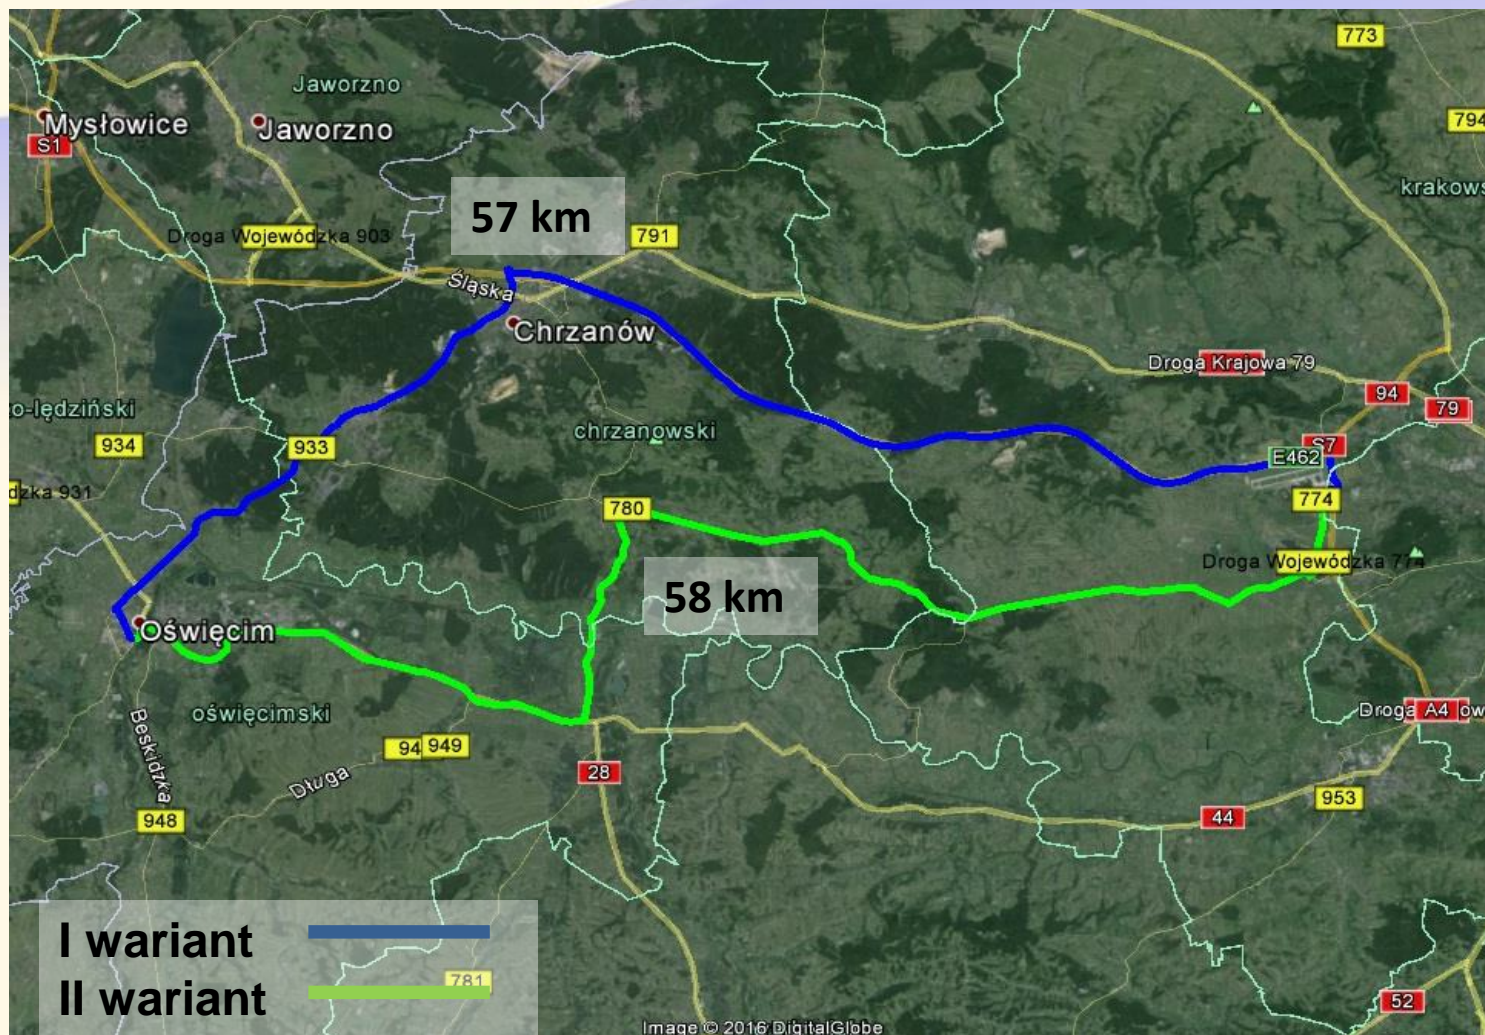 773
Jaworzno
Mysłowice
Jaworzno
794
S1
krakows
57 km
Droga Wojewódzka 903
791
Śląska
Chrzanów
Droga Krajowa 79
94
79
o-lędziński
934
933
chrzanowski
S7
E462
dzka 931
780
774
Droga Wojewódzka 774
58 km
Oświęcim
oświęcimski
Beskidzka
Droga A4 ow
94
949
Długa
28
948
44
953
I wariant
781
II wariant
52
Image © 2016 DigitalGlobe